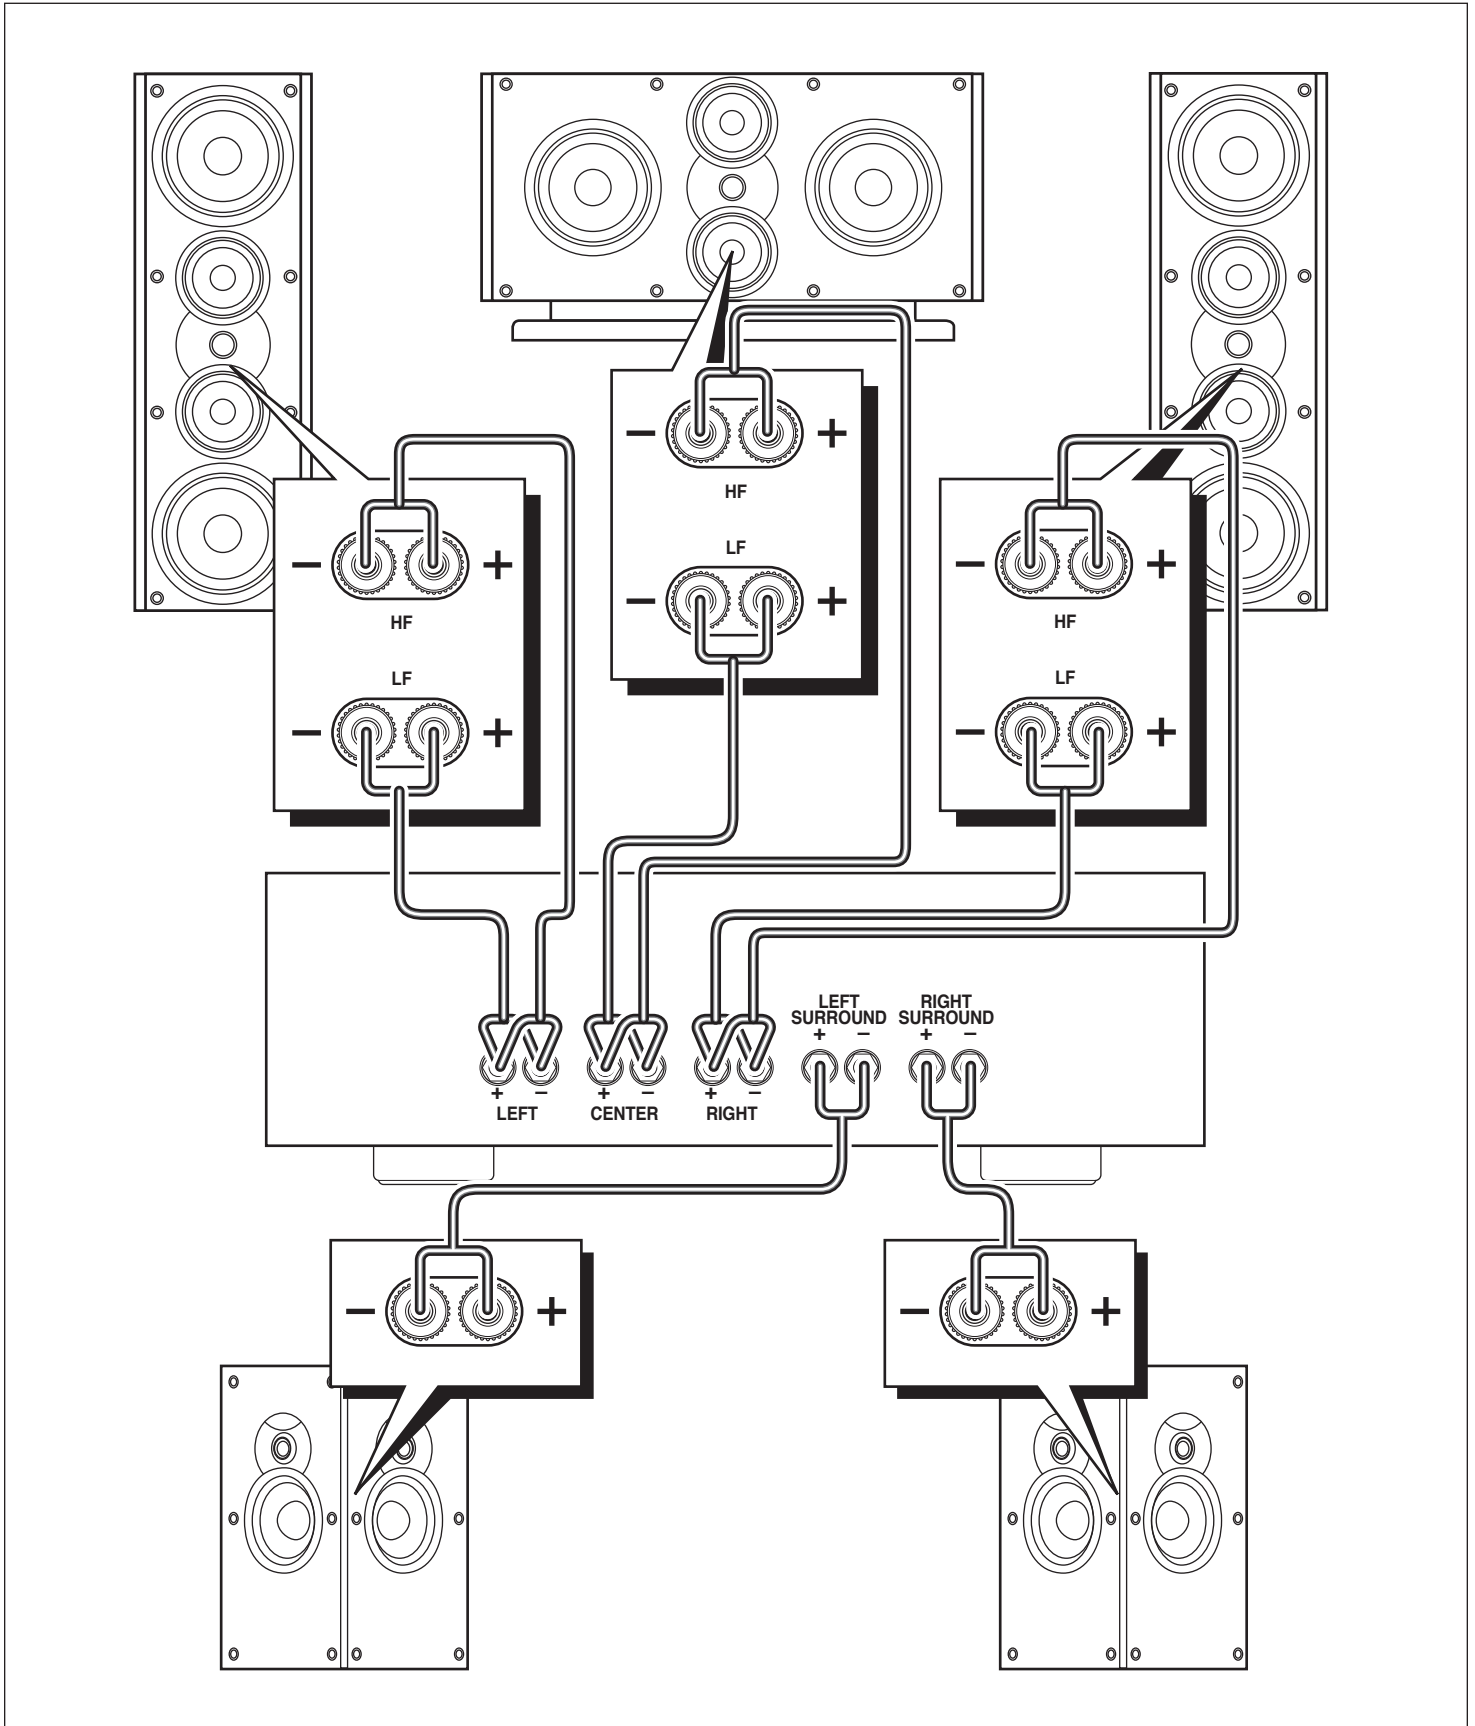 − +
HF
LF
− +
− +
HF
LF
− +
− +
HF
LF
− +
LEFT
SURROUND
+ −
RIGHT
SURROUND
+ −
+ −
LEFT
+ −
CENTER
+ −
RIGHT
− +
− +